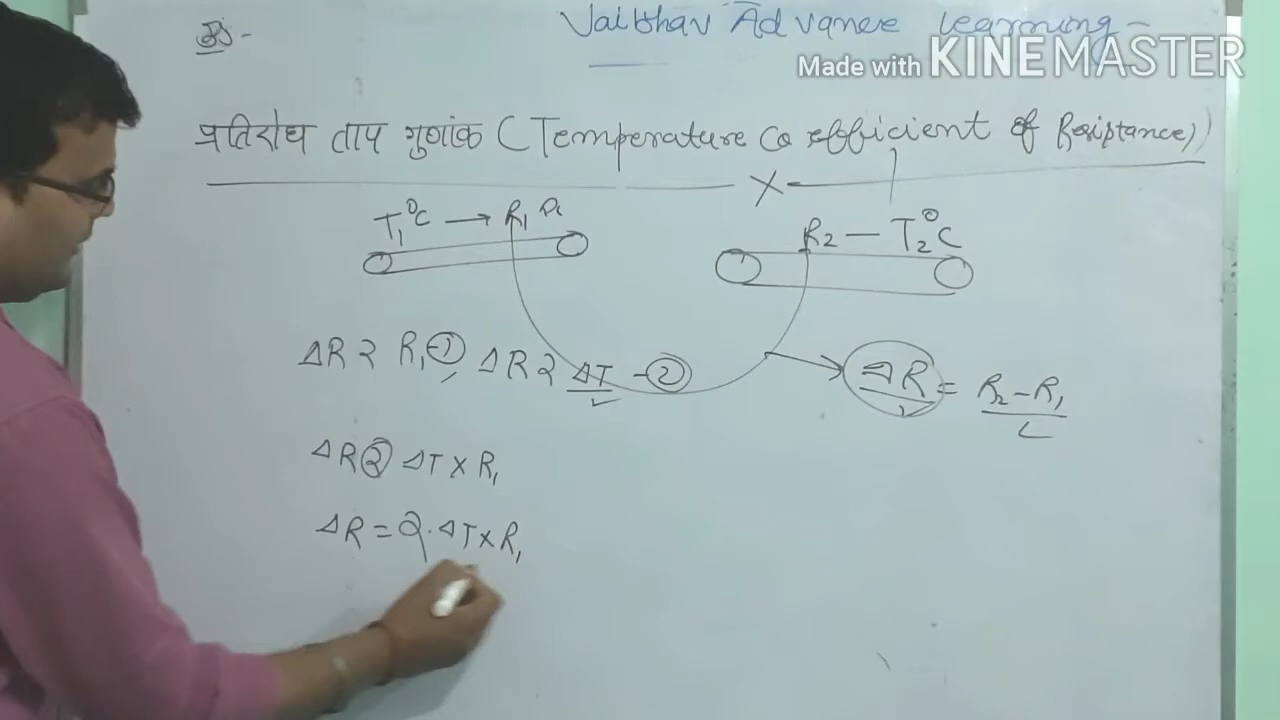 Vaibhav Advance learning -
Made with KINEMASTER
प्रतिरोध ताप गुणांक ( Temperature Co efficient of Resistance))
T₁°C → R₁
R₂ — T₂°C
ΔR ∝ R₁ -① ΔR ∝ ΔT -②
ΔR = R₂ - R₁
ΔR ∝ ΔT × R₁
ΔR = α . ΔT × R₁